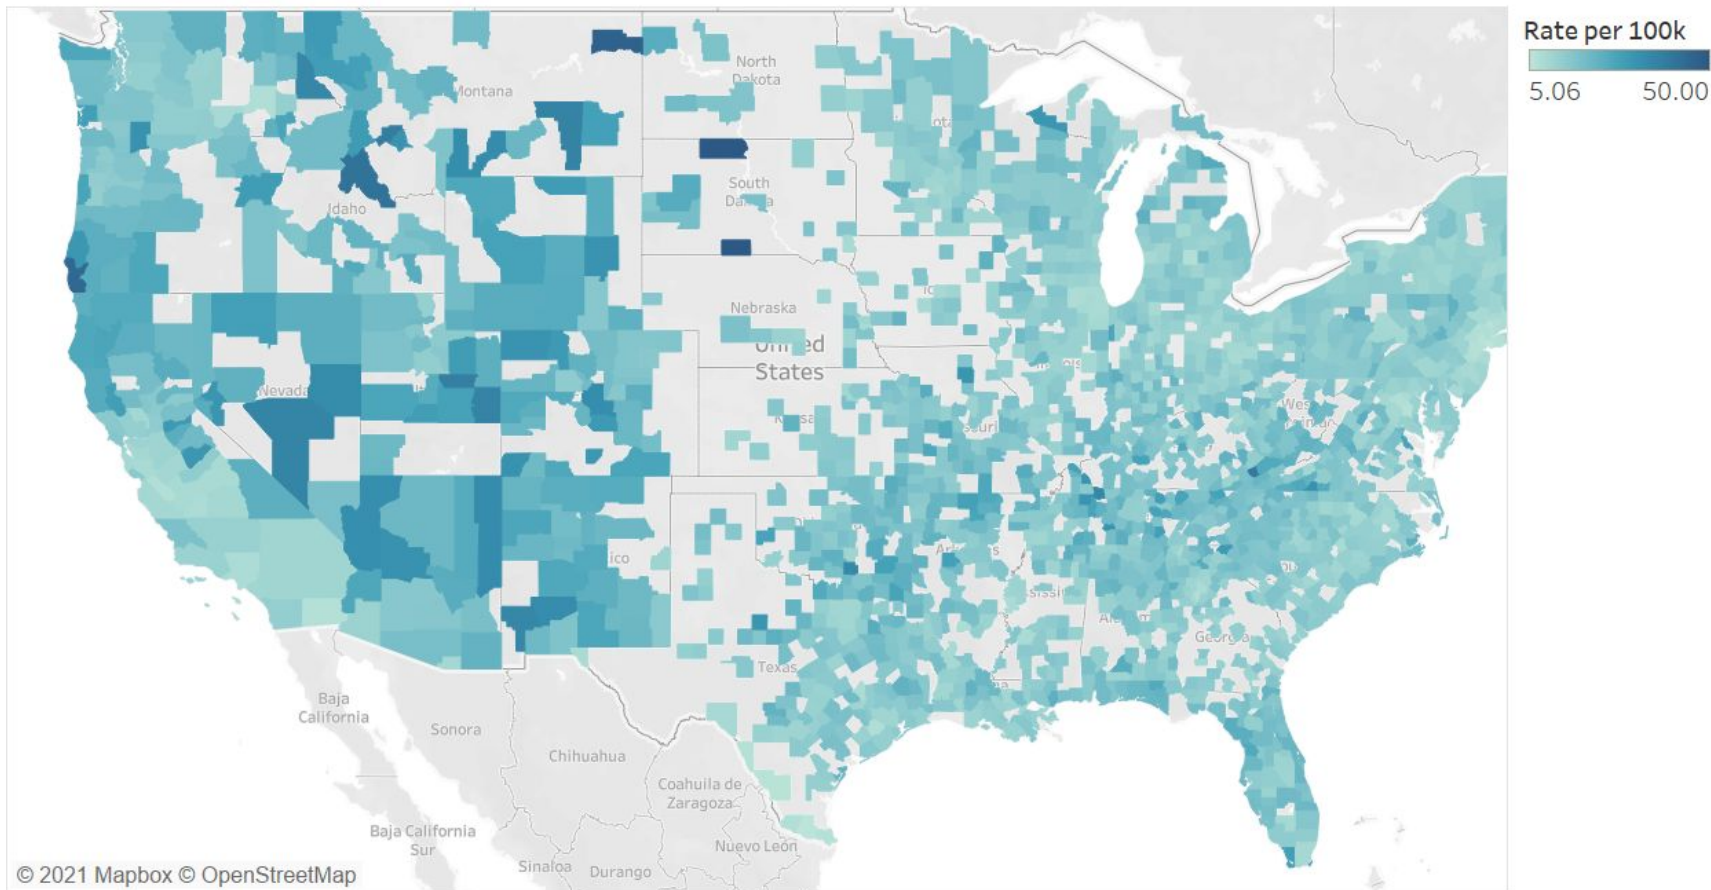 Rate per 100k
5.06 50.00
North
Dakota
Montana
South
Idaho
Nebraska
United
States
Nevada
Texas
Georgia
Baja
California
Sonora
Chihuahua
Coahuila de
Zaragoza
Baja California
Sur
Nuevo León
Sinaloa
Durango
© 2021 Mapbox © OpenStreetMap